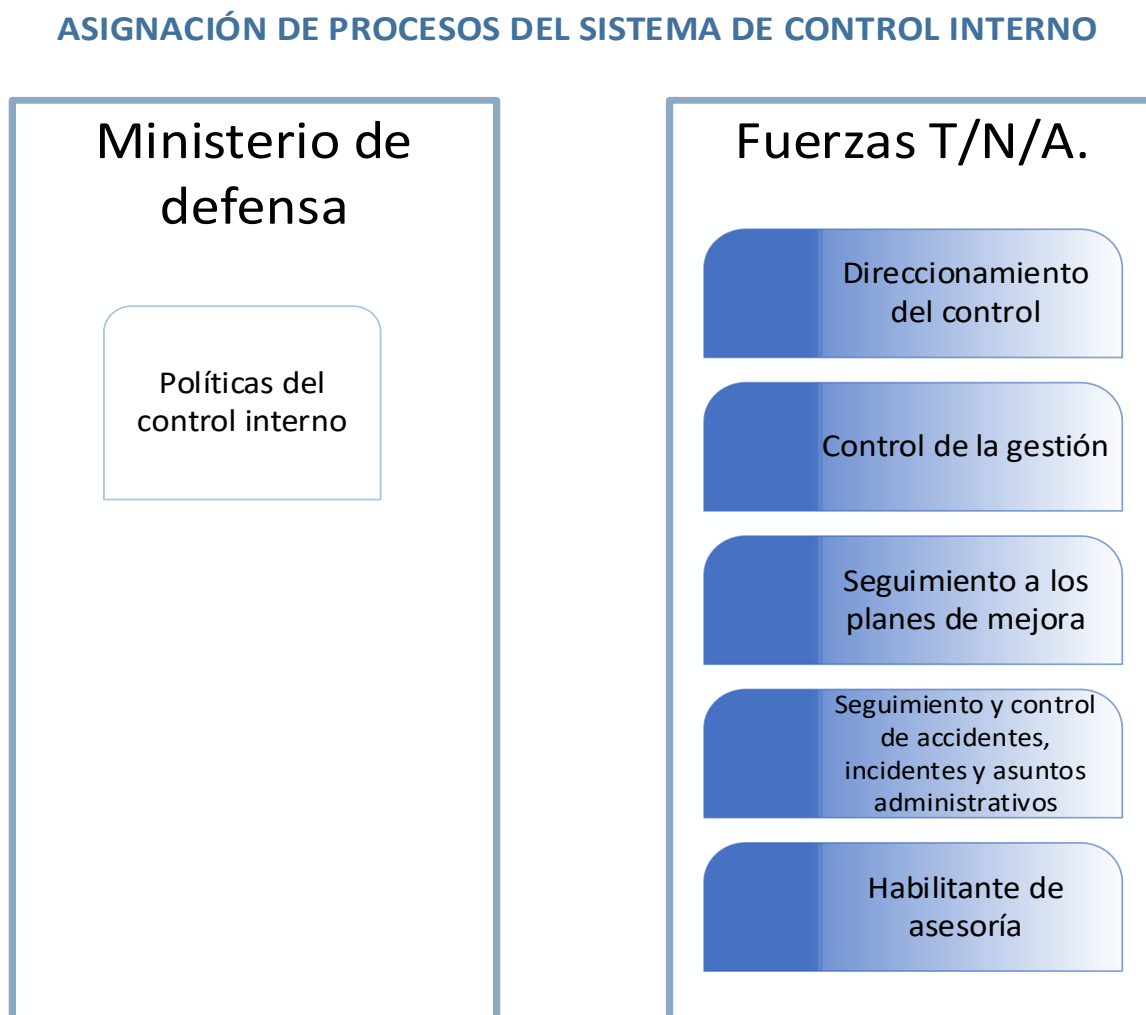 ASIGNACIÓN DE PROCESOS DEL SISTEMA DE CONTROL INTERNO
Ministerio de
defensa
Políticas del
control interno
Fuerzas T/N/A.
Direccionamiento
del control
Control de la gestión
Seguimiento a los
planes de mejora
Seguimiento y control
de accidentes,
incidentes y asuntos
administrativos
Habilitante de
asesoría